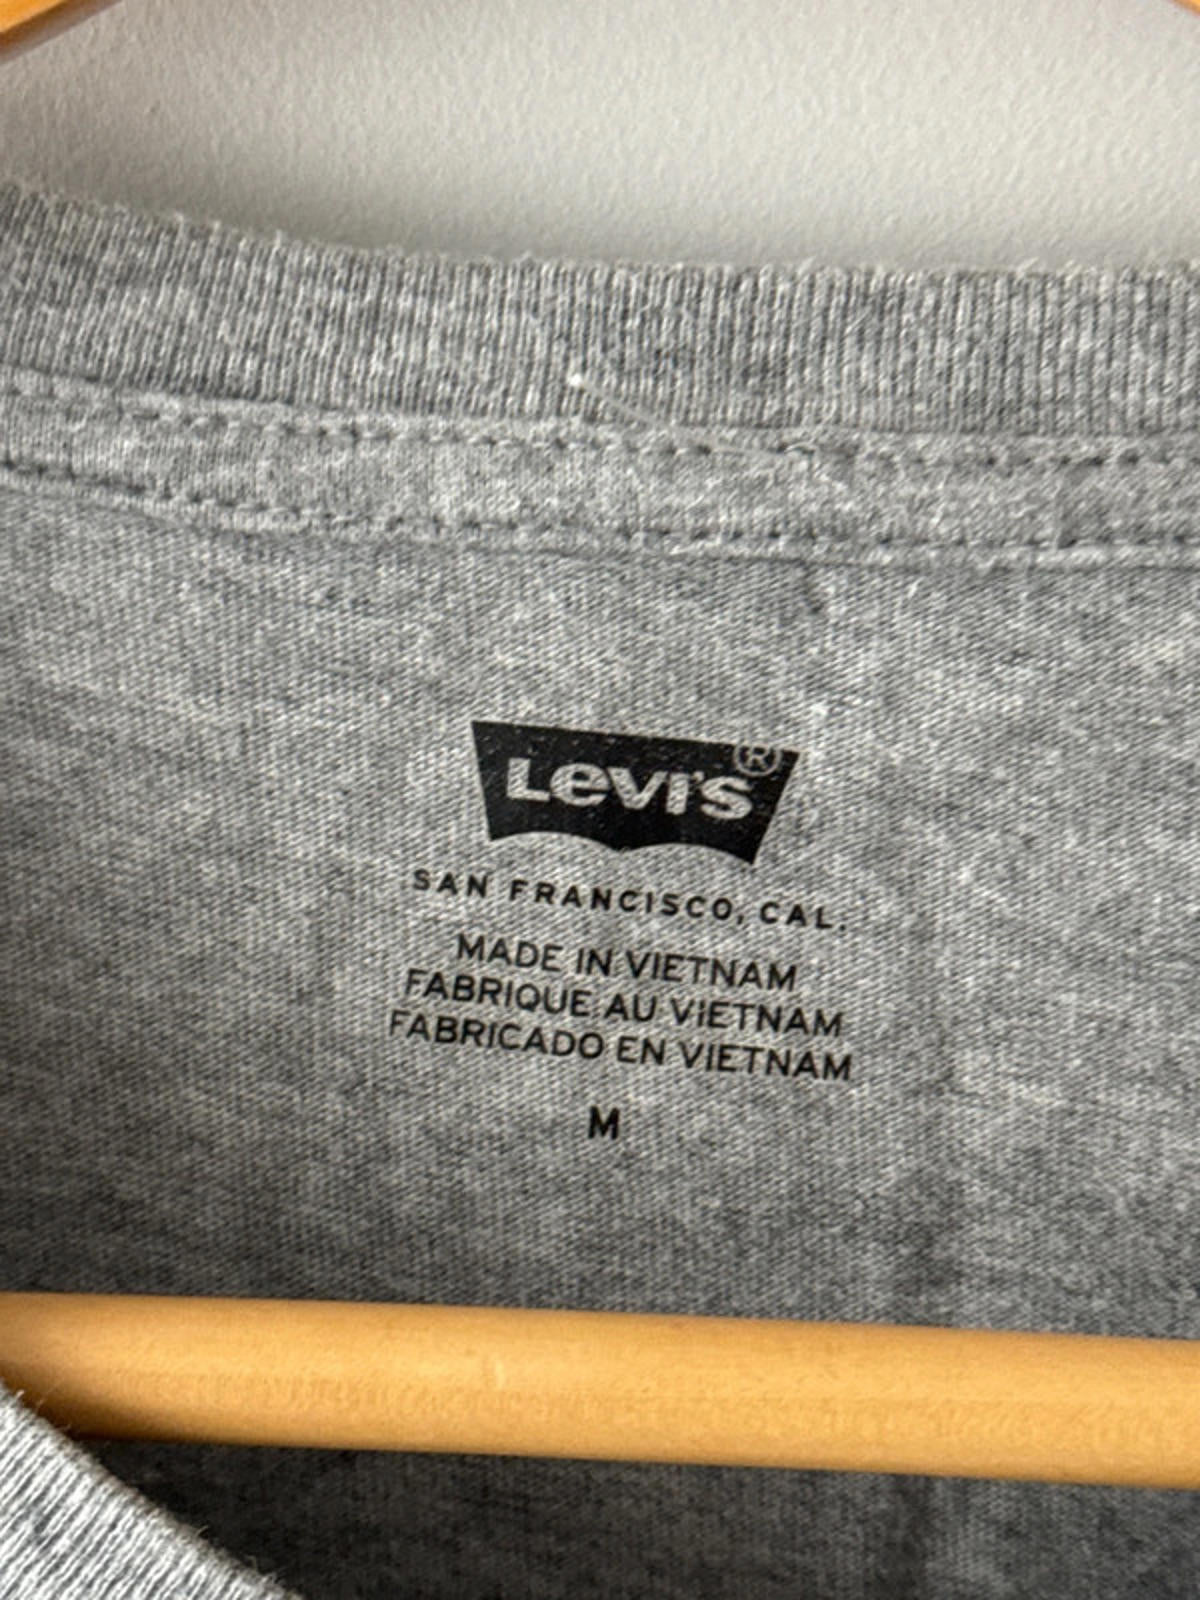 Levi's®
SAN FRANCISCO, CAL.
MADE IN VIETNAM
FABRIQUE AU VIETNAM
FABRICADO EN VIETNAM
M